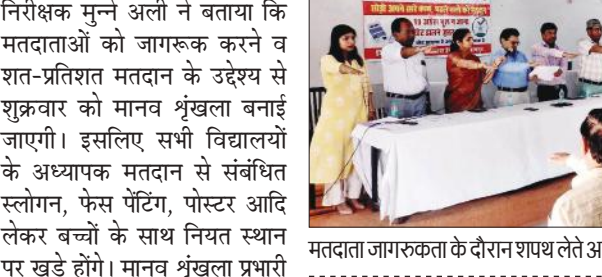 निरीक्षक मुन्ने अली ने बताया कि
मतदाताओं को जागरूक करने व
शत-प्रतिशत मतदान के उद्देश्य से
शुक्रवार को मानव शृंखला बनाई
जाएगी। इसलिए सभी विद्यालयों
के अध्यापक मतदान से संबंधित
स्लोगन, फेस पेंटिंग, पोस्टर आदि
लेकर बच्चों के साथ नियत स्थान
पर खड़े होंगे। मानव शृंखला प्रभारी
मतदाता जागरुकता के दौरान शपथ लेते अ